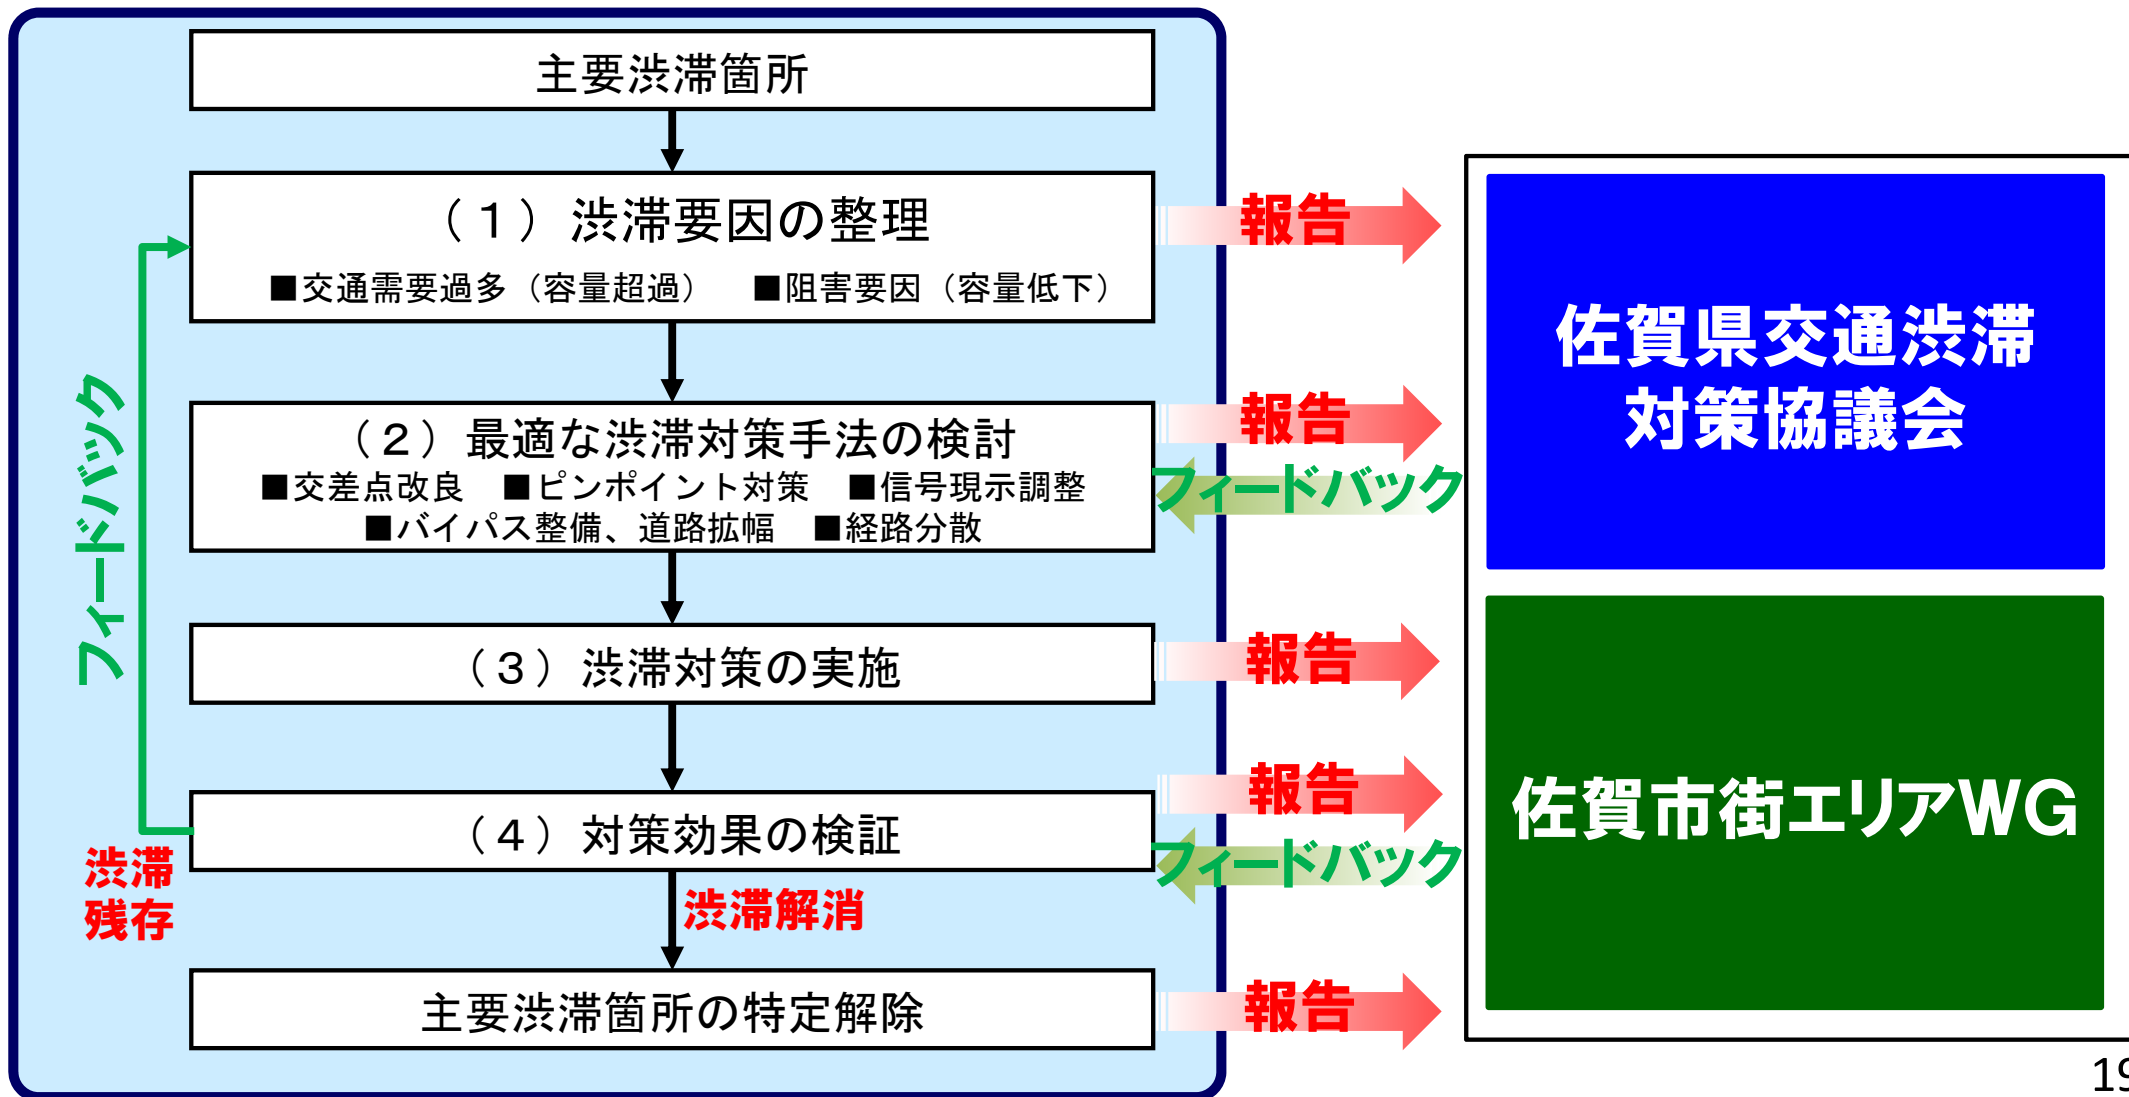 主要渋滞箇所
（１）渋滞要因の整理
■交通需要過多（容量超過）　■阻害要因（容量低下）
報告
（２）最適な渋滞対策手法の検討
■交差点改良　■ピンポイント対策　■信号現示調整
■バイパス整備、道路拡幅　■経路分散
報告
フィードバック
（３）渋滞対策の実施
報告
（４）対策効果の検証
報告
フィードバック
フィードバック
渋滞
残存
渋滞解消
主要渋滞箇所の特定解除
報告
佐賀県交通渋滞
対策協議会
佐賀市街エリアWG
19